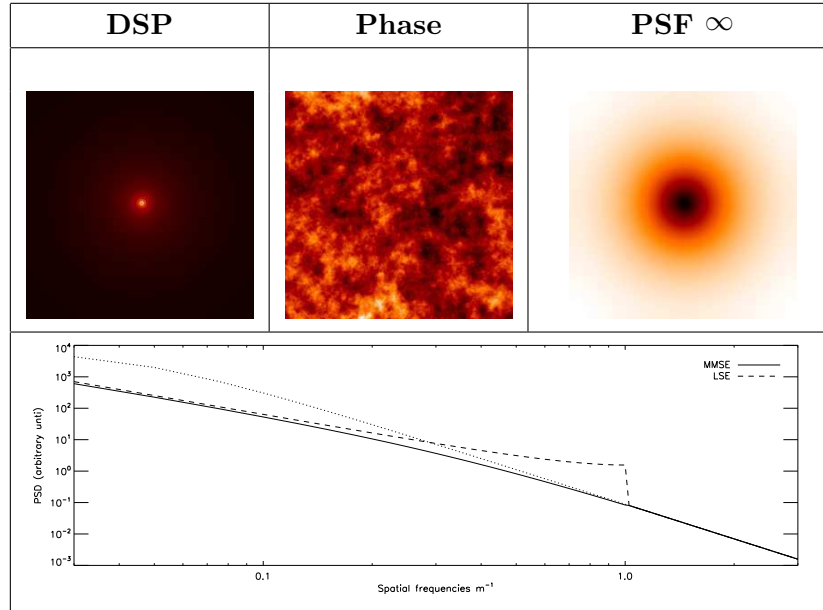 DSP Phase PSF ∞
10⁴
10³
10²
10¹
10⁰
10⁻¹
10⁻²
10⁻³
PSD (arbitrary unti)
MMSE
LSE
0.1 1.0
Spatial frequencies m⁻¹